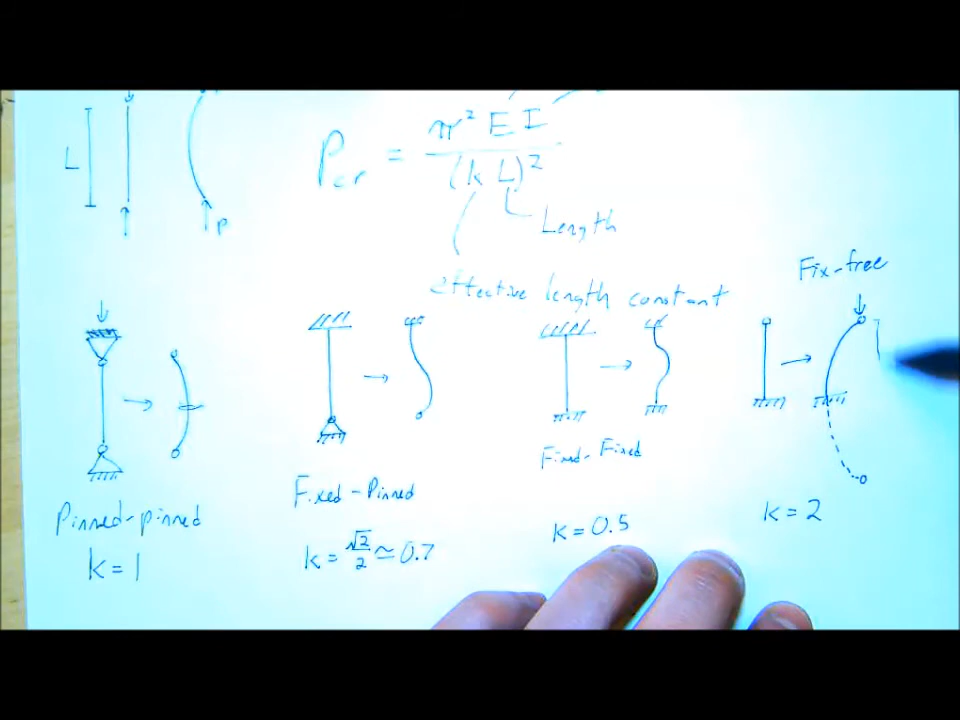 L
P
Pcr = π² E I / (k L)²
Length
effective length constant
Fix-free
Pinned-pinned
k = 1
Fixed-Pinned
k = √2/2 ≃ 0.7
Fixed-Fixed
k = 0.5
k = 2